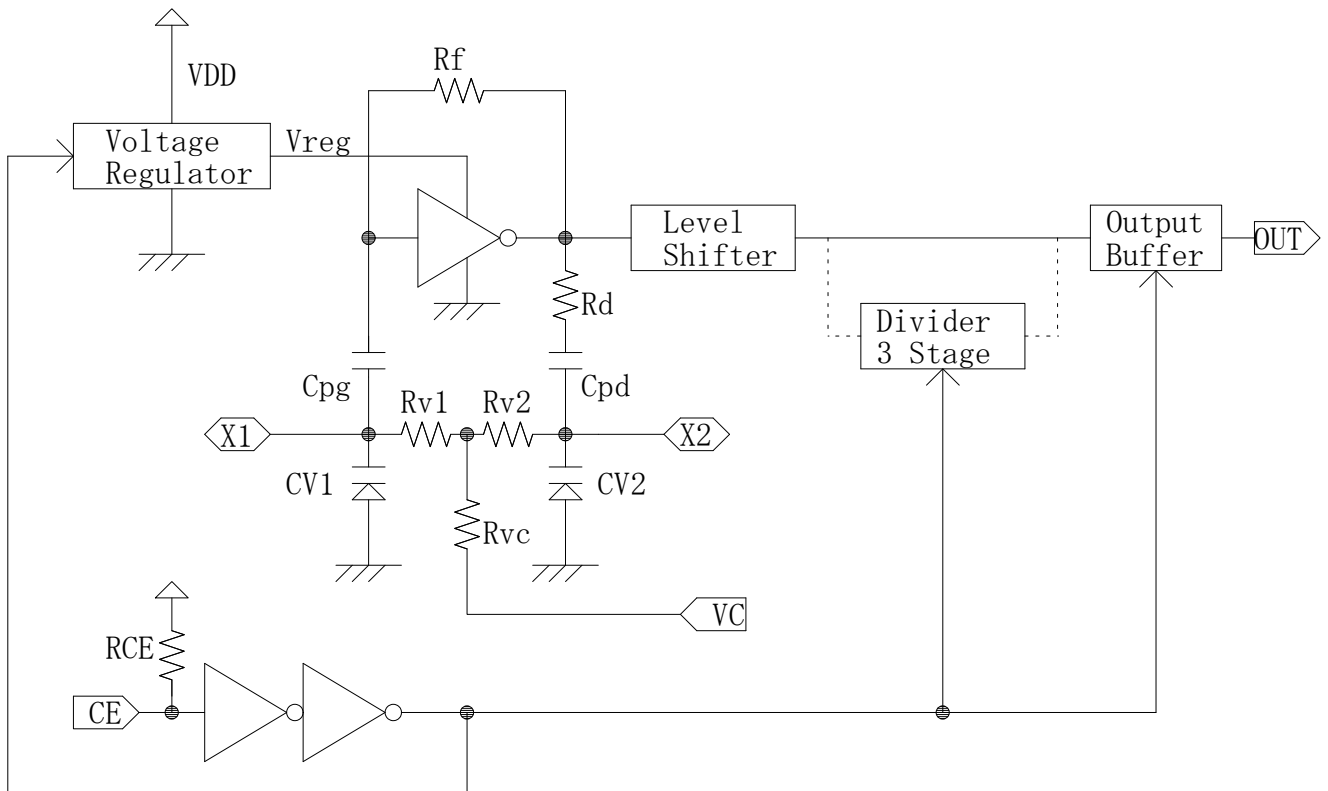 Rf
VDD
Voltage
Regulator
Vreg
Level
Shifter
Output
Buffer
OUT
Rd
Divider
3 Stage
Cpg
Cpd
Rv1
Rv2
X1
X2
CV1
CV2
Rvc
VC
RCE
CE